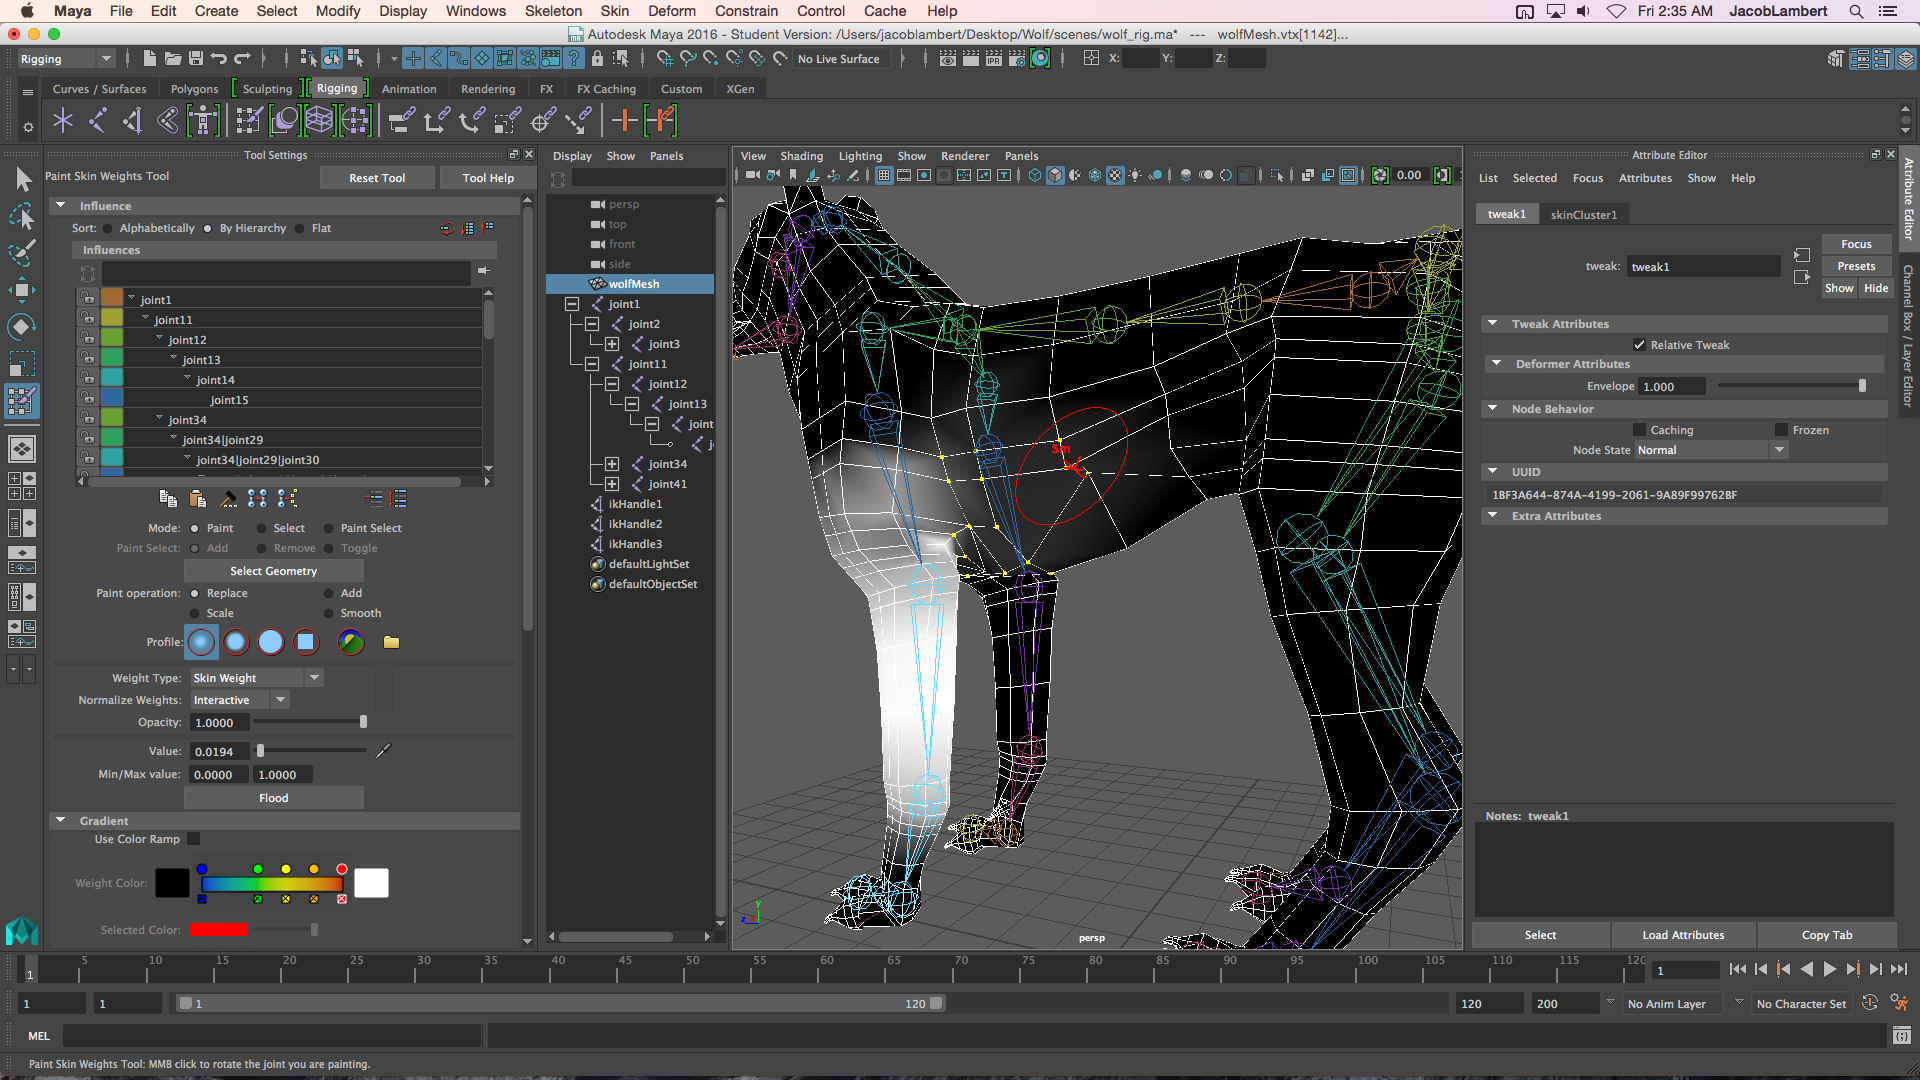 Maya File Edit Create Select Modify Display Windows Skeleton Skin Deform Constrain Control Cache Help Fri 2:35 AM JacobLambert
Autodesk Maya 2016 - Student Version: /Users/jacoblambert/Desktop/Wolf/scenes/wolf_rig.ma* --- wolfMesh.vtx[1142]...
Rigging No Live Surface IPR X: Y: Z:
Curves / Surfaces Polygons Sculpting Rigging Animation Rendering FX FX Caching Custom XGen
Tool Settings
Paint Skin Weights Tool Reset Tool Tool Help
Influence
Sort: Alphabetically By Hierarchy Flat
Influences
joint1
joint11
joint12
joint13
joint14
joint15
joint34
joint34|joint29
joint34|joint29|joint30
Mode: Paint Select Paint Select
Paint Select: Add Remove Toggle
Select Geometry
Paint operation: Replace Add
Scale Smooth
Profile:
Weight Type: Skin Weight
Normalize Weights: Interactive
Opacity: 1.0000
Value: 0.0194
Min/Max value: 0.0000 1.0000
Flood
Gradient
Use Color Ramp
Weight Color:
Selected Color:
Display Show Panels
persp
top
front
side
wolfMesh
joint1
joint2
joint3
joint11
joint12
joint13
joint
j
joint34
joint41
ikHandle1
ikHandle2
ikHandle3
defaultLightSet
defaultObjectSet
View Shading Lighting Show Renderer Panels
0.00
Sm
y
z x
persp
Attribute Editor
List Selected Focus Attributes Show Help
tweak1 skinCluster1
tweak: tweak1
Focus
Presets
Show Hide
Tweak Attributes
Relative Tweak
Deformer Attributes
Envelope 1.000
Node Behavior
Caching Frozen
Node State Normal
UUID
1BF3A644-874A-4199-2061-9A89F99762BF
Extra Attributes
Notes: tweak1
Select Load Attributes Copy Tab
Attribute Editor
Channel Box / Layer Editor
1 5 10 15 20 25 30 35 40 45 50 55 60 65 70 75 80 85 90 95 100 105 110 115 120 1
1 1 1 120 120 200 No Anim Layer No Character Set
MEL
Paint Skin Weights Tool: MMB click to rotate the joint you are painting.